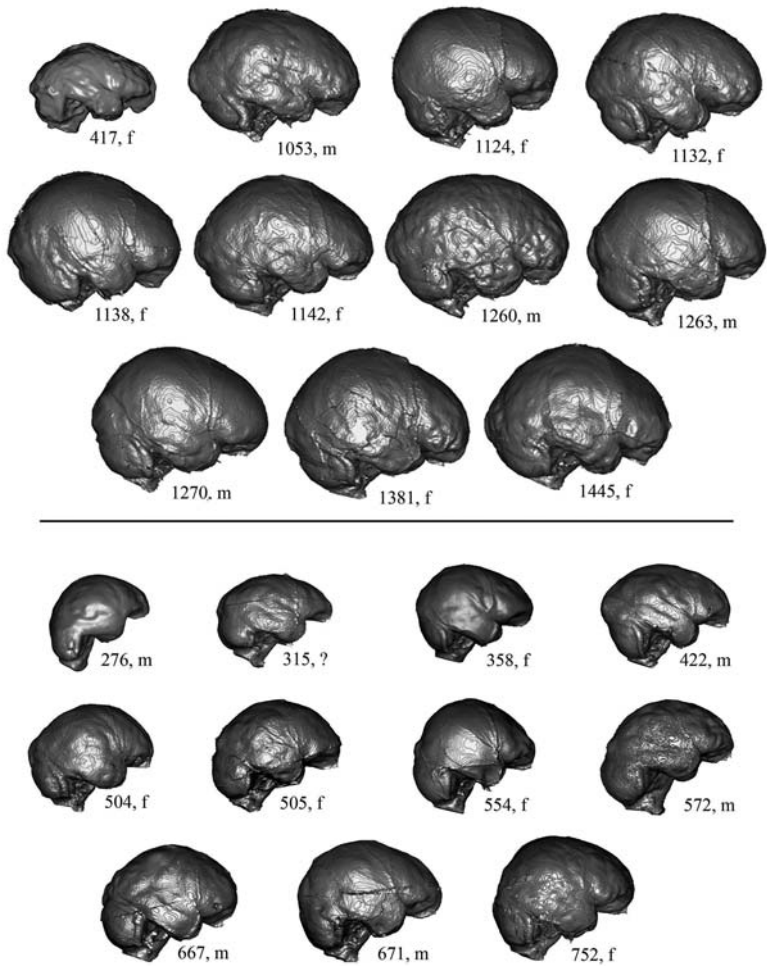 417, f
1053, m
1124, f
1132, f
1138, f
1142, f
1260, m
1263, m
1270, m
1381, f
1445, f
276, m
315, ?
358, f
422, m
504, f
505, f
554, f
572, m
667, m
671, m
752, f